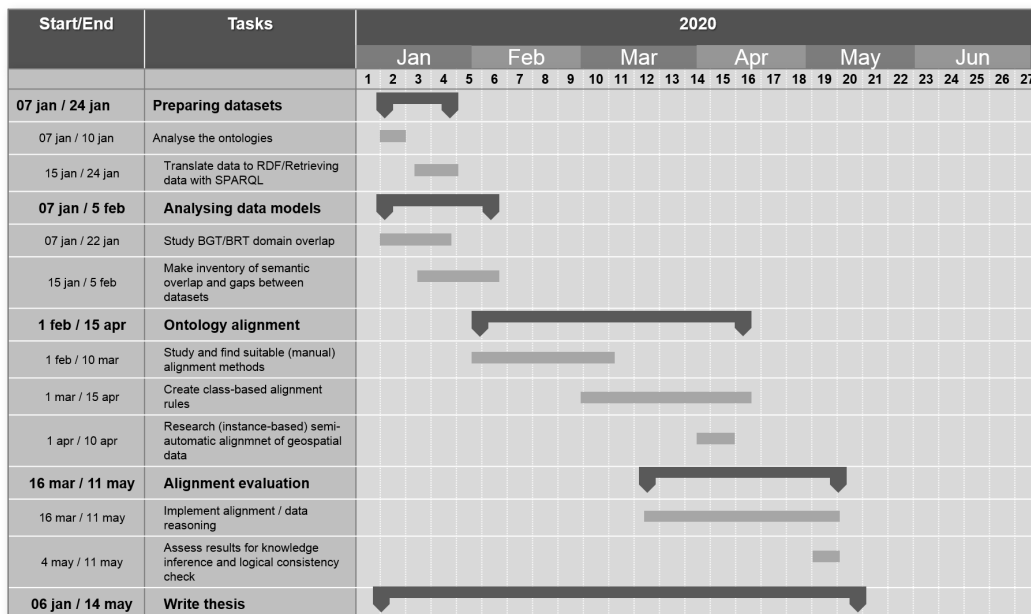 Start/End Tasks 2020
Jan Feb Mar Apr May Jun
1 2 3 4 5 6 7 8 9 10 11 12 13 14 15 16 17 18 19 20 21 22 23 24 25 26 27
07 jan / 24 jan Preparing datasets
07 jan / 10 jan Analyse the ontologies
15 jan / 24 jan Translate data to RDF/Retrieving
data with SPARQL
07 jan / 5 feb Analysing data models
07 jan / 22 jan Study BGT/BRT domain overlap
15 jan / 5 feb Make inventory of semantic
overlap and gaps between
datasets
1 feb / 15 apr Ontology alignment
1 feb / 10 mar Study and find suitable (manual)
alignment methods
1 mar / 15 apr Create class-based alignment
rules
1 apr / 10 apr Research (instance-based) semi-
automatic alignmnet of geospatial
data
16 mar / 11 may Alignment evaluation
16 mar / 11 may Implement alignment / data
reasoning
4 may / 11 may Assess results for knowledge
inference and logical consistency
check
06 jan / 14 may Write thesis